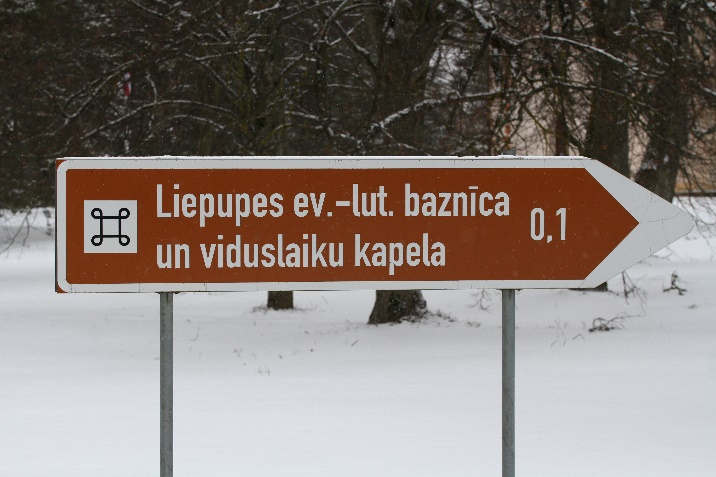 Liepupes ev.-lut. baznīca
un viduslaiku kapela
0,1